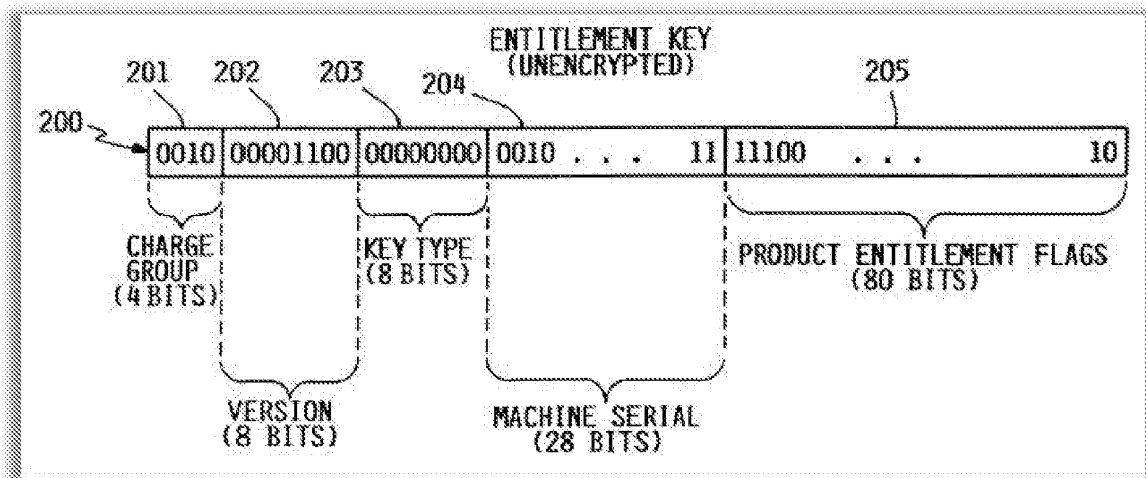 ENTITLEMENT KEY
(UNENCRYPTED)
201 202 203 204 205
200
0010 00001100 00000000 0010 . . . 11 11100 . . . 10
CHARGE
GROUP
(4 BITS)
KEY TYPE
(8 BITS)
PRODUCT ENTITLEMENT FLAGS
(80 BITS)
VERSION
(8 BITS)
MACHINE SERIAL
(28 BITS)